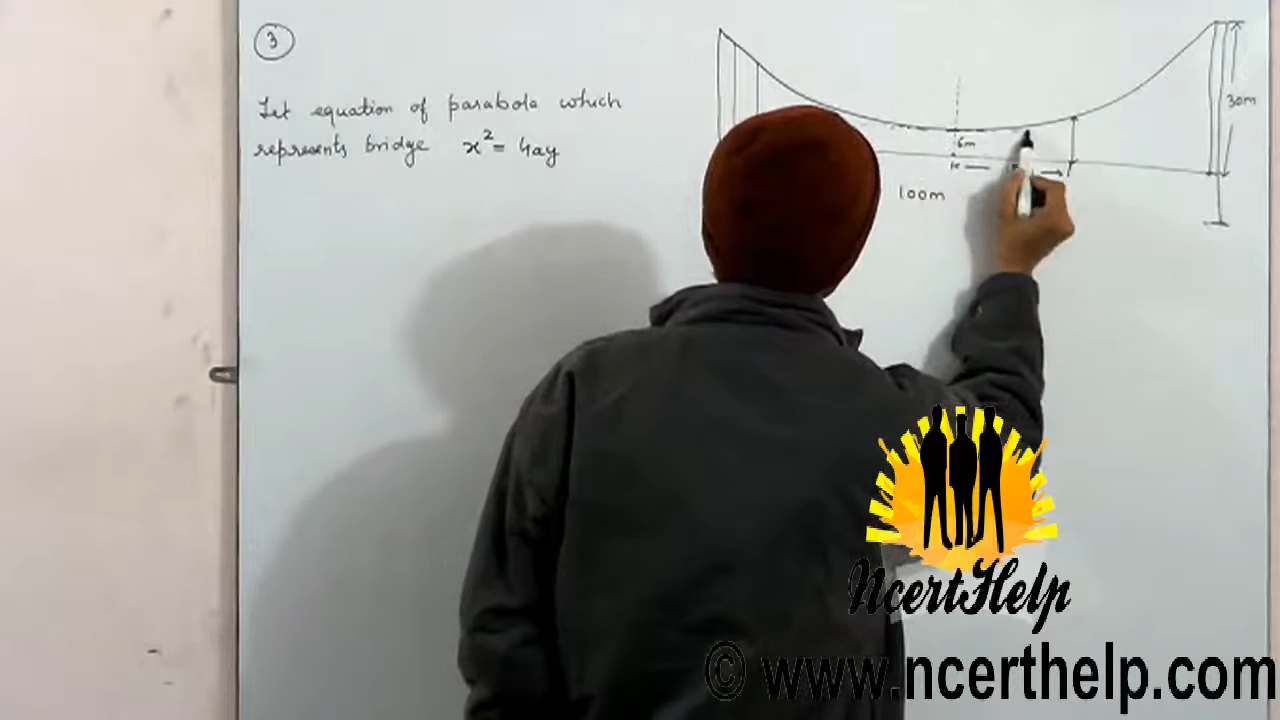 3
Let equation of parabola which
represents bridge x² = 4ay
30m
6m
100m
NcertHelp
© www.ncerthelp.com